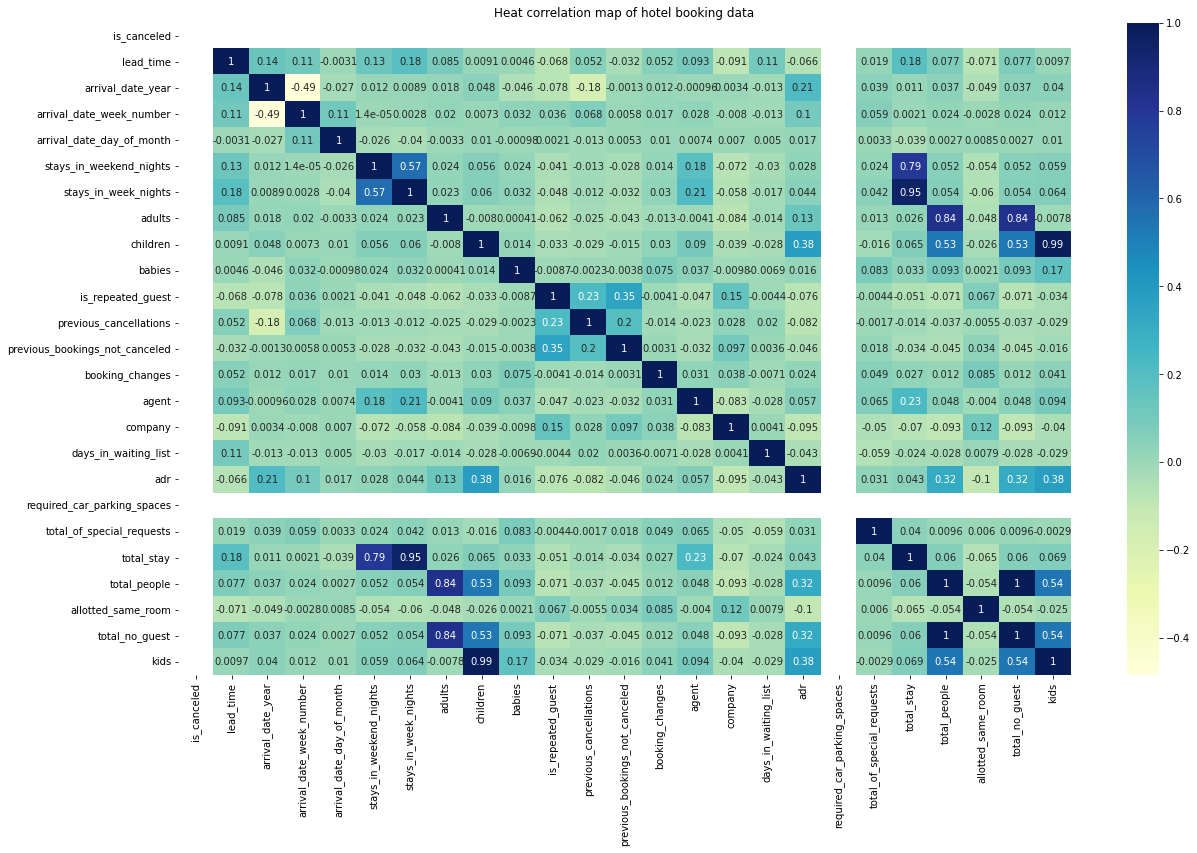 Heat correlation map of hotel booking data
is_canceled
lead_time 1 0.14 0.11 -0.0031 0.13 0.18 0.085 0.0091 0.0046 -0.068 0.052 -0.032 0.052 0.093 -0.091 0.11 -0.066 0.019 0.18 0.077 -0.071 0.077 0.0097
arrival_date_year 0.14 1 -0.49 -0.027 0.012 0.0089 0.018 0.048 -0.046 -0.078 -0.18 -0.0013 0.012 -0.00096 0.0034 -0.013 0.21 0.039 0.011 0.037 -0.049 0.037 0.04
arrival_date_week_number 0.11 -0.49 1 0.11 1.4e-05 0.0028 0.02 0.0073 0.032 0.036 0.068 0.0058 0.017 0.028 -0.008 -0.013 0.1 0.059 0.0021 0.024 -0.0028 0.024 0.012
arrival_date_day_of_month -0.0031 -0.027 0.11 1 -0.026 -0.04 -0.0033 0.01 -0.00098 0.0021 -0.013 0.0053 0.01 0.0074 0.007 0.005 0.017 0.0033 -0.039 0.0027 0.0085 0.0027 0.01
stays_in_weekend_nights 0.13 0.012 1.4e-05 -0.026 1 0.57 0.024 0.056 0.024 -0.041 -0.013 -0.028 0.014 0.18 -0.072 -0.03 0.028 0.024 0.79 0.052 -0.054 0.052 0.059
stays_in_week_nights 0.18 0.0089 0.0028 -0.04 0.57 1 0.023 0.06 0.032 -0.048 -0.012 -0.032 0.03 0.21 -0.058 -0.017 0.044 0.042 0.95 0.054 -0.06 0.054 0.064
adults 0.085 0.018 0.02 -0.0033 0.024 0.023 1 -0.008 0.00041 -0.062 -0.025 -0.043 -0.013 -0.0041 -0.084 -0.014 0.13 0.013 0.026 0.84 -0.048 0.84 -0.0078
children 0.0091 0.048 0.0073 0.01 0.056 0.06 -0.008 1 0.014 -0.033 -0.029 -0.015 0.03 0.09 -0.039 -0.028 0.38 -0.016 0.065 0.53 -0.026 0.53 0.99
babies 0.0046 -0.046 0.032 -0.00098 0.024 0.032 0.00041 0.014 1 -0.0087 -0.0023 -0.0038 0.075 0.037 -0.0098 -0.0069 0.016 0.083 0.033 0.093 0.0021 0.093 0.17
is_repeated_guest -0.068 -0.078 0.036 0.0021 -0.041 -0.048 -0.062 -0.033 -0.0087 1 0.23 0.35 -0.0041 -0.047 0.15 -0.0044 -0.076 -0.0044 -0.051 -0.071 0.067 -0.071 -0.034
previous_cancellations 0.052 -0.18 0.068 -0.013 -0.013 -0.012 -0.025 -0.029 -0.0023 0.23 1 0.2 -0.014 -0.023 0.028 0.02 -0.082 -0.0017 -0.014 -0.037 -0.0055 -0.037 -0.029
previous_bookings_not_canceled -0.032 -0.0013 0.0058 0.0053 -0.028 -0.032 -0.043 -0.015 -0.0038 0.35 0.2 1 0.0031 -0.032 0.097 0.0036 -0.046 0.018 -0.034 -0.045 0.034 -0.045 -0.016
booking_changes 0.052 0.012 0.017 0.01 0.014 0.03 -0.013 0.03 0.075 -0.0041 -0.014 0.0031 1 0.031 0.038 -0.0071 0.024 0.049 0.027 0.012 0.085 0.012 0.041
agent 0.093 -0.00096 0.028 0.0074 0.18 0.21 -0.0041 0.09 0.037 -0.047 -0.023 -0.032 0.031 1 -0.083 -0.028 0.057 0.065 0.23 0.048 -0.004 0.048 0.094
company -0.091 0.0034 -0.008 0.007 -0.072 -0.058 -0.084 -0.039 -0.0098 0.15 0.028 0.097 0.038 -0.083 1 0.0041 -0.095 -0.05 -0.07 -0.093 0.12 -0.093 -0.04
days_in_waiting_list 0.11 -0.013 -0.013 0.005 -0.03 -0.017 -0.014 -0.028 -0.0069 -0.0044 0.02 0.0036 -0.0071 -0.028 0.0041 1 -0.043 -0.059 -0.024 -0.028 0.0079 -0.028 -0.029
adr -0.066 0.21 0.1 0.017 0.028 0.044 0.13 0.38 0.016 -0.076 -0.082 -0.046 0.024 0.057 -0.095 -0.043 1 0.031 0.043 0.32 -0.1 0.32 0.38
required_car_parking_spaces
total_of_special_requests 0.019 0.039 0.059 0.0033 0.024 0.042 0.013 -0.016 0.083 -0.0044 -0.0017 0.018 0.049 0.065 -0.05 -0.059 0.031 1 0.04 0.0096 0.006 0.0096 -0.0029
total_stay 0.18 0.011 0.0021 -0.039 0.79 0.95 0.026 0.065 0.033 -0.051 -0.014 -0.034 0.027 0.23 -0.07 -0.024 0.043 0.04 1 0.06 -0.065 0.06 0.069
total_people 0.077 0.037 0.024 0.0027 0.052 0.054 0.84 0.53 0.093 -0.071 -0.037 -0.045 0.012 0.048 -0.093 -0.028 0.32 0.0096 0.06 1 -0.054 1 0.54
allotted_same_room -0.071 -0.049 -0.0028 0.0085 -0.054 -0.06 -0.048 -0.026 0.0021 0.067 -0.0055 0.034 0.085 -0.004 0.12 0.0079 -0.1 0.006 -0.065 -0.054 1 -0.054 -0.025
total_no_guest 0.077 0.037 0.024 0.0027 0.052 0.054 0.84 0.53 0.093 -0.071 -0.037 -0.045 0.012 0.048 -0.093 -0.028 0.32 0.0096 0.06 1 -0.054 1 0.54
kids 0.0097 0.04 0.012 0.01 0.059 0.064 -0.0078 0.99 0.17 -0.034 -0.029 -0.016 0.041 0.094 -0.04 -0.029 0.38 -0.0029 0.069 0.54 -0.025 0.54 1
is_canceled
lead_time
arrival_date_year
arrival_date_week_number
arrival_date_day_of_month
stays_in_weekend_nights
stays_in_week_nights
adults
children
babies
is_repeated_guest
previous_cancellations
previous_bookings_not_canceled
booking_changes
agent
company
days_in_waiting_list
adr
required_car_parking_spaces
total_of_special_requests
total_stay
total_people
allotted_same_room
total_no_guest
kids
1.0
0.8
0.6
0.4
0.2
0.0
−0.2
−0.4